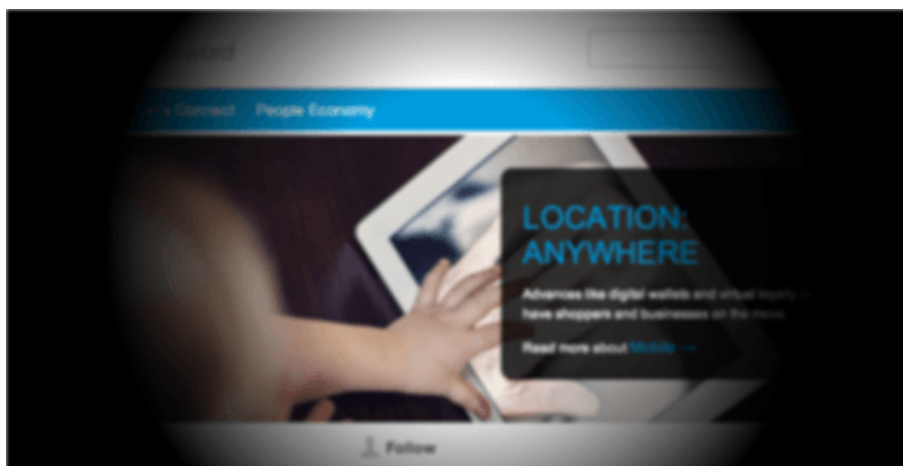 Connect People Economy
LOCATION:
ANYWHERE
Advances like digital wallets and virtual loyalty
have shoppers and businesses on the move.
Read more about Mobile →
Follow